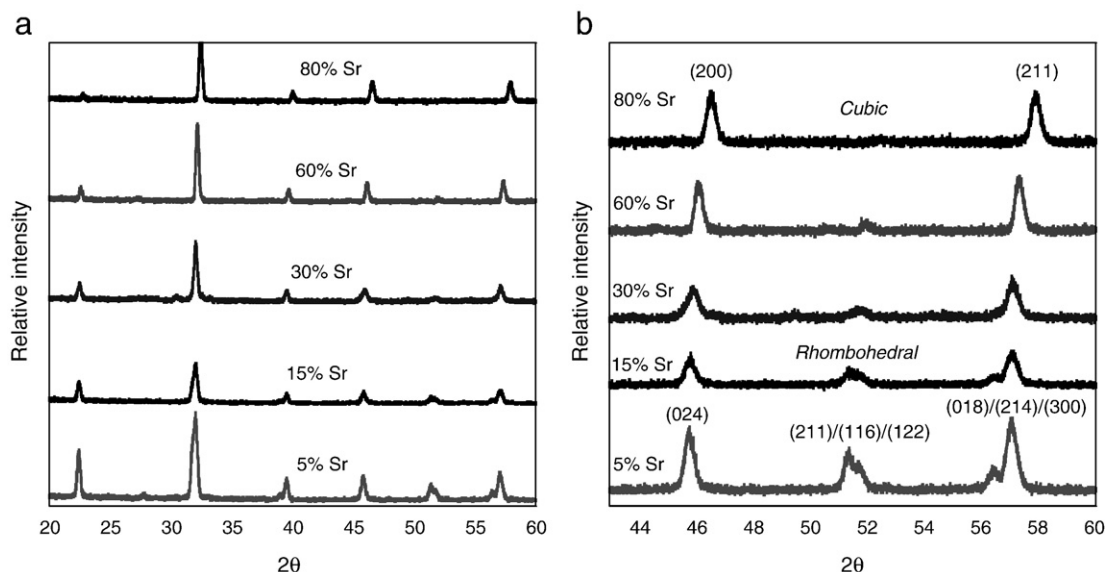 a
80% Sr
60% Sr
30% Sr
15% Sr
5% Sr
20 25 30 35 40 45 50 55 60
2θ
Relative intensity
b
(200) (211)
80% Sr Cubic
60% Sr
30% Sr
Rhombohedral
15% Sr
(018)/(214)/(300)
(024)
(211)/(116)/(122)
5% Sr
44 46 48 50 52 54 56 58 60
2θ
Relative intensity